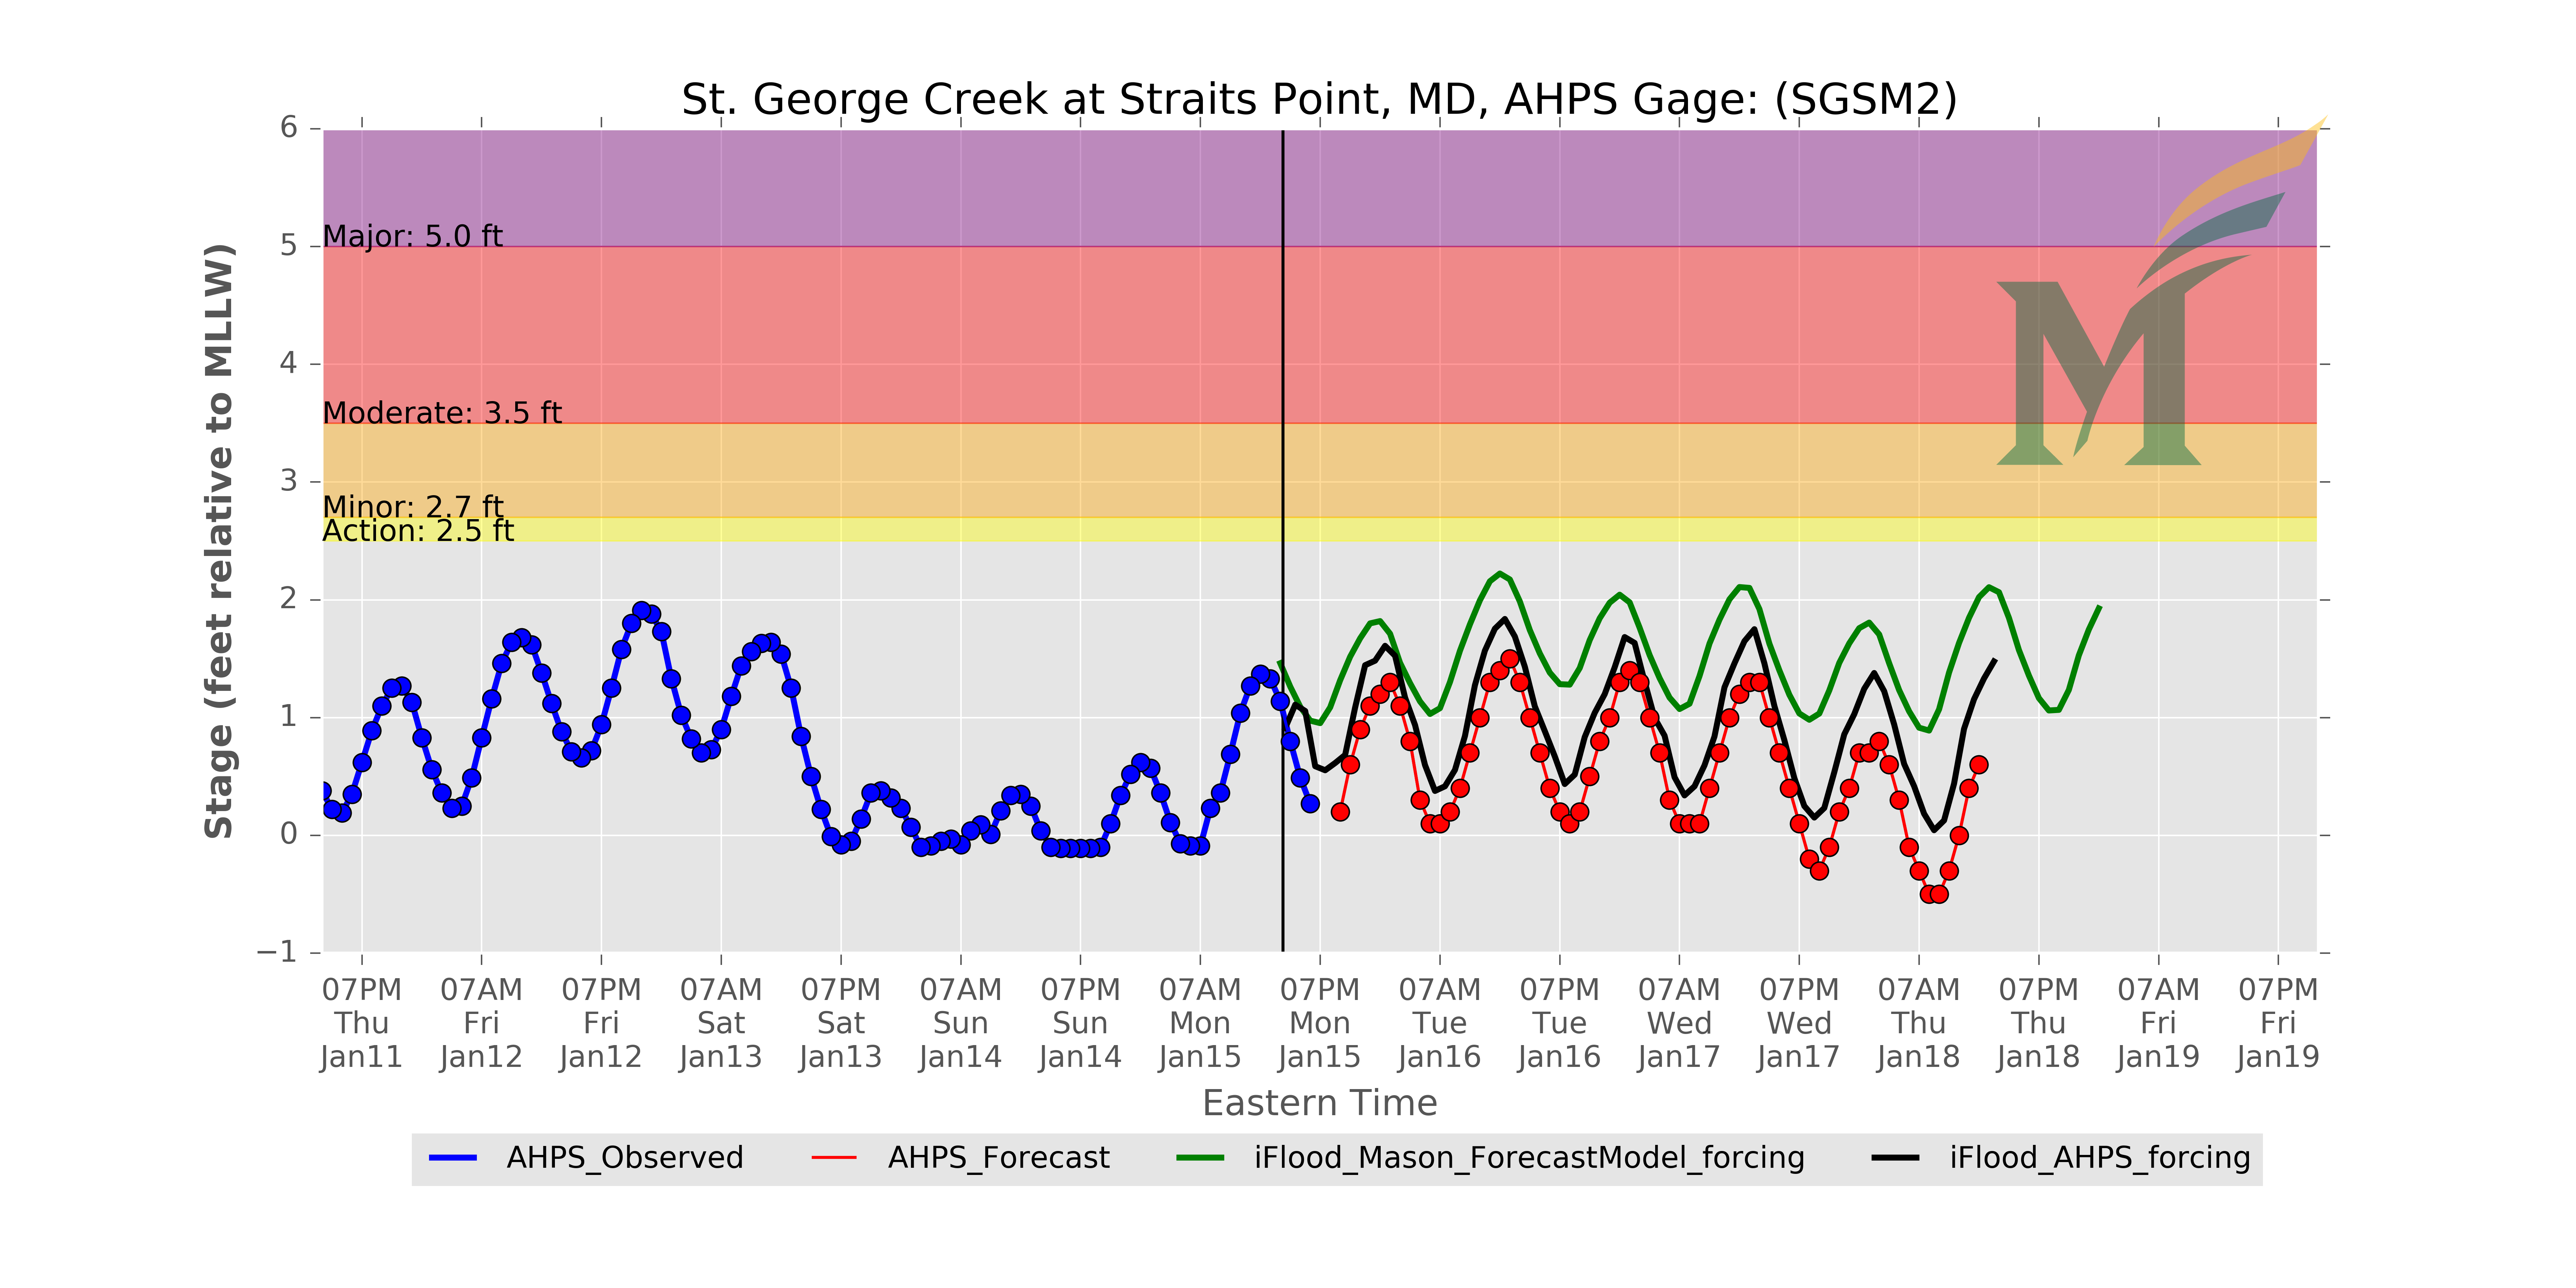 St. George Creek at Straits Point, MD, AHPS Gage: (SGSM2)
Stage (feet relative to MLLW)
6
5
4
3
2
1
0
−1
Major: 5.0 ft
Moderate: 3.5 ft
Minor: 2.7 ft
Action: 2.5 ft
M
07PM 07AM 07PM 07AM 07PM 07AM 07PM 07AM 07PM 07AM 07PM 07AM 07PM 07AM 07PM 07AM 07PM
Thu Fri Fri Sat Sat Sun Sun Mon Mon Tue Tue Wed Wed Thu Thu Fri Fri
Jan11 Jan12 Jan12 Jan13 Jan13 Jan14 Jan14 Jan15 Jan15 Jan16 Jan16 Jan17 Jan17 Jan18 Jan18 Jan19 Jan19
Eastern Time
AHPS_Observed AHPS_Forecast iFlood_Mason_ForecastModel_forcing iFlood_AHPS_forcing